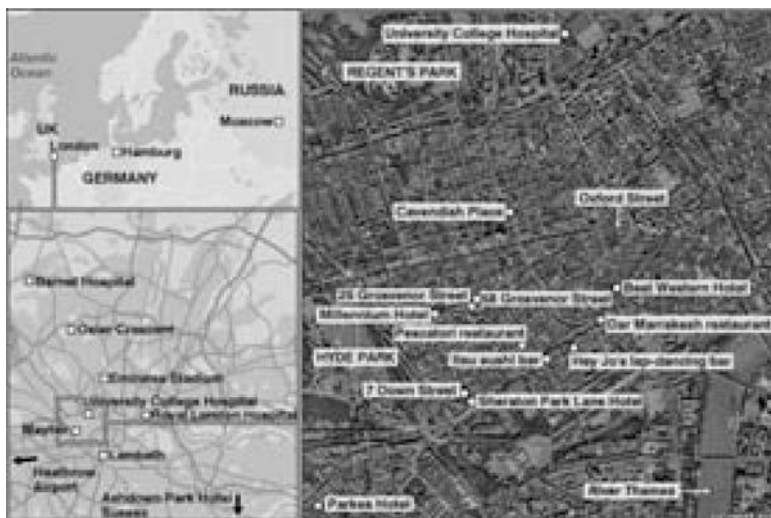 Atlantic
Ocean
RUSSIA
Moscow
UK
London
Hamburg
GERMANY
Barnet Hospital
Osier Crescent
Emirates Stadium
University College Hospital
Royal London Hospital
Mayfair
Lambeth
Heathrow
Airport
Ashdown Park Hotel
Sussex
University College Hospital
REGENT'S PARK
Oxford Street
Cavendish Place
25 Grosvenor Street
58 Grosvenor Street
Best Western Hotel
Millennium Hotel
Dar Marrakesh restaurant
Pescatori restaurant
HYDE PARK
Itsu sushi bar
Hey Jo's lap-dancing bar
7 Down Street
Sheraton Park Lane Hotel
River Thames
Parkes Hotel